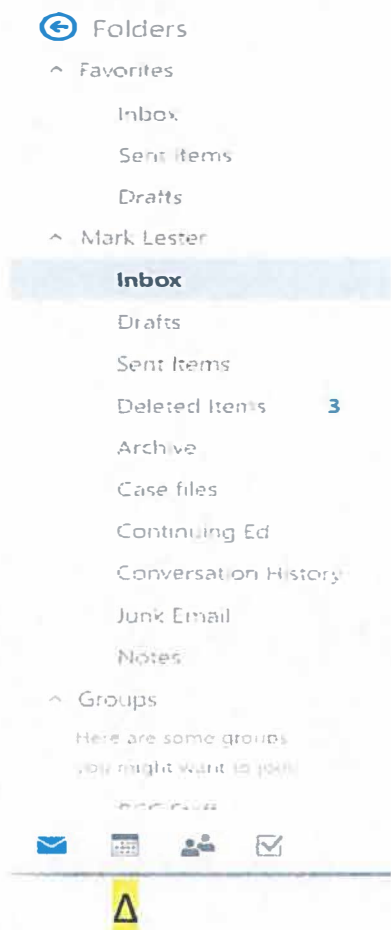 Folders
Favorites
Inbox
Sent Items
Drafts
Mark Lester
Inbox
Drafts
Sent Items
Deleted Items 3
Archive
Case files
Continuing Ed
Conversation History
Junk Email
Notes
Groups
Here are some groups
you might want to join.
Δ